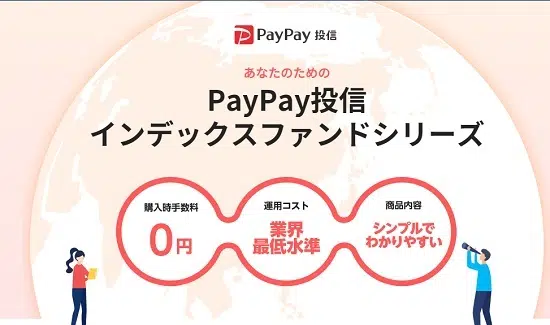 PayPay 投信
あなたのための
PayPay投信
インデックスファンドシリーズ
購入時手数料
0円
運用コスト
業界
最低水準
商品内容
シンプルで
わかりやすい